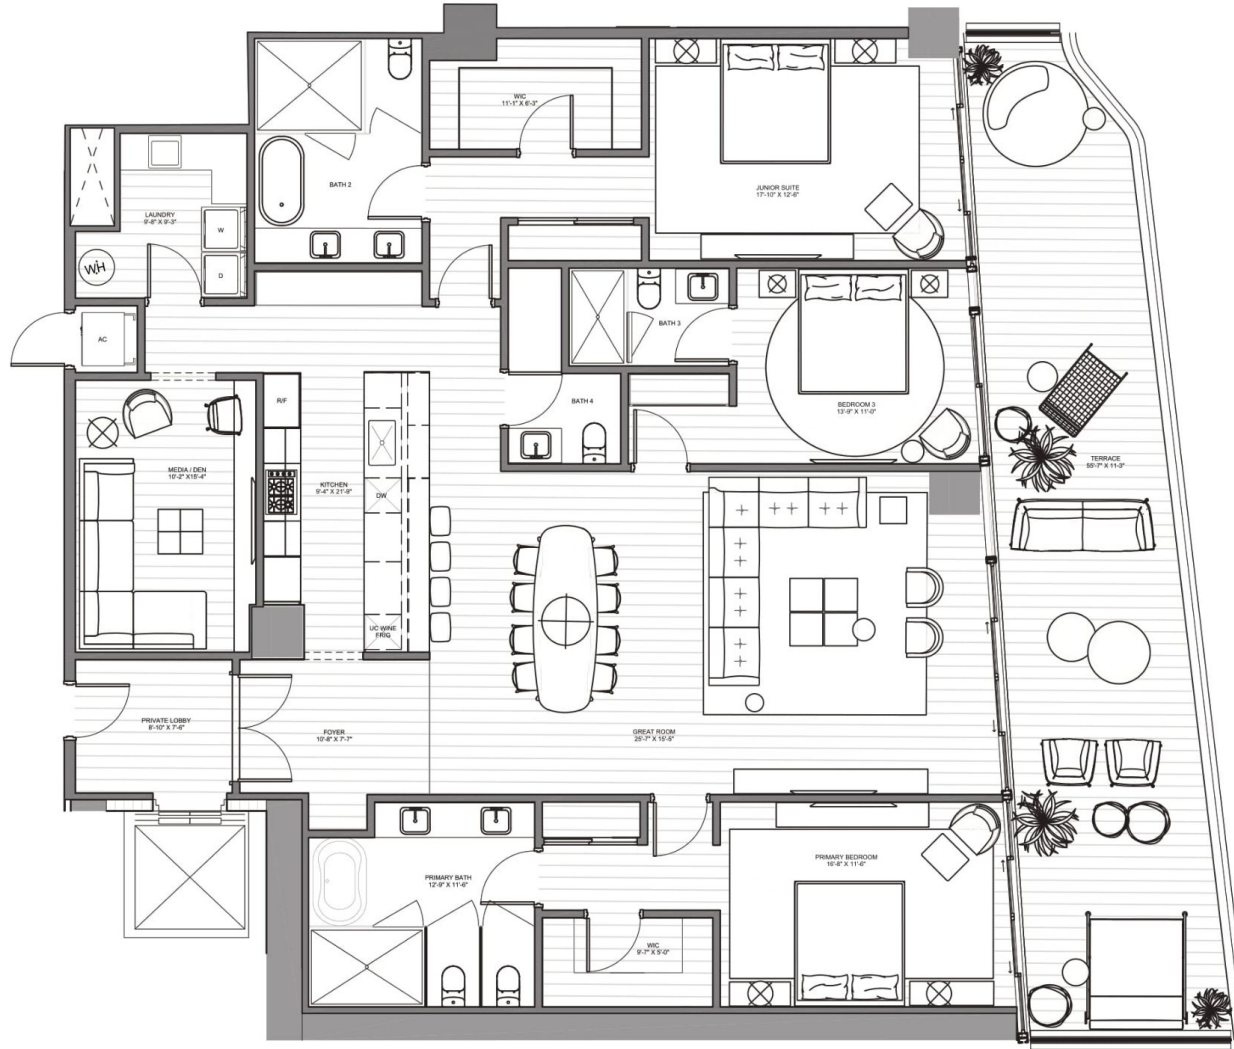 WIC
11'-1" X 6'-3"
BATH 2
JUNIOR SUITE
17'-10" X 12'-6"
LAUNDRY
9'-8" X 9'-3"
W
WH
D
AC
BATH 3
R/F
BATH 4
BEDROOM 3
13'-9" X 11'-0"
TERRACE
55'-7" X 11-3"
MEDIA / DEN
10'-2" X15'-4"
KITCHEN
9'-4" X 21'-9"
DW
UC WINE
FRIG
PRIVATE LOBBY
8'-10" X 7'-6"
FOYER
10'-8" X 7'-7"
GREAT ROOM
25'-7" X 15'-5"
PRIMARY BATH
12'-9" X 11'-6"
PRIMARY BEDROOM
16'-8" X 11'-6"
WIC
9'-7" X 5'-0"